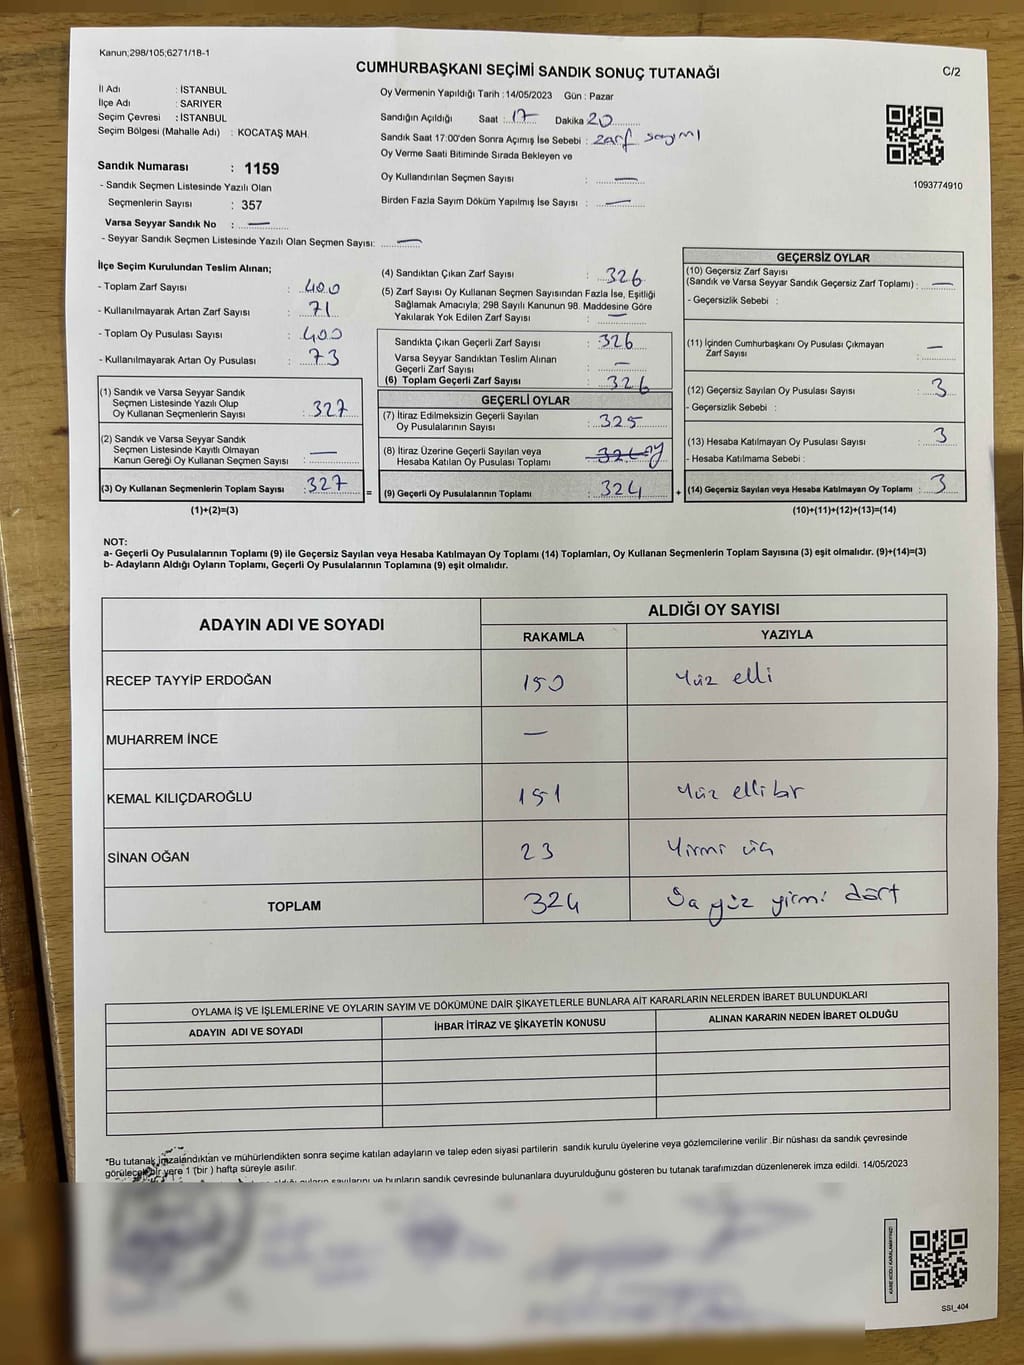 Kanun;298/105;6271/18-1
CUMHURBAŞKANI SEÇİMİ SANDIK SONUÇ TUTANAĞI
C/2
İl Adı : İSTANBUL
İlçe Adı : SARIYER
Seçim Çevresi : İSTANBUL
Seçim Bölgesi (Mahalle Adı) : KOCATAŞ MAH.
Sandık Numarası : 1159
- Sandık Seçmen Listesinde Yazılı Olan
Seçmenlerin Sayısı : 357
Varsa Seyyar Sandık No : —
- Seyyar Sandık Seçmen Listesinde Yazılı Olan Seçmen Sayısı: —
Oy Vermenin Yapıldığı Tarih : 14/05/2023 Gün : Pazar
Sandığın Açıldığı Saat : 17 Dakika 20
Sandık Saat 17:00'den Sonra Açımış İse Sebebi : zarf sayımı
Oy Verme Saati Bitiminde Sırada Bekleyen ve
Oy Kullandırılan Seçmen Sayısı : —
Birden Fazla Sayım Döküm Yapılmış İse Sayısı : —
1093774910
İlçe Seçim Kurulundan Teslim Alınan;
- Toplam Zarf Sayısı : 400
- Kullanılmayarak Artan Zarf Sayısı : 71
- Toplam Oy Pusulası Sayısı : 400
- Kullanılmayarak Artan Oy Pusulası : 73
(1) Sandık ve Varsa Seyyar Sandık
Seçmen Listesinde Yazılı Olup
Oy Kullanan Seçmenlerin Sayısı : 327
(2) Sandık ve Varsa Seyyar Sandık
Seçmen Listesinde Kayıtlı Olmayan
Kanun Gereği Oy Kullanan Seçmen Sayısı : —
(3) Oy Kullanan Seçmenlerin Toplam Sayısı : 327
(1)+(2)=(3)
=
(4) Sandıktan Çıkan Zarf Sayısı : 326
(5) Zarf Sayısı Oy Kullanan Seçmen Sayısından Fazla İse, Eşitliği
Sağlamak Amacıyla; 298 Sayılı Kanunun 98. Maddesine Göre
Yakılarak Yok Edilen Zarf Sayısı : —
Sandıkta Çıkan Geçerli Zarf Sayısı : 326
Varsa Seyyar Sandıktan Teslim Alınan
Geçerli Zarf Sayısı : —
(6) Toplam Geçerli Zarf Sayısı : 326
GEÇERLİ OYLAR
(7) İtiraz Edilmeksizin Geçerli Sayılan
Oy Pusulalarının Sayısı : 325
(8) İtiraz Üzerine Geçerli Sayılan veya
Hesaba Katılan Oy Pusulası Toplamı :
(9) Geçerli Oy Pusulalarının Toplamı : 324
+
GEÇERSİZ OYLAR
(10) Geçersiz Zarf Sayısı
(Sandık ve Varsa Seyyar Sandık Geçersiz Zarf Toplamı) : —
- Geçersizlik Sebebi :
(11) İçinden Cumhurbaşkanı Oy Pusulası Çıkmayan
Zarf Sayısı : —
(12) Geçersiz Sayılan Oy Pusulası Sayısı : 3
- Geçersizlik Sebebi :
(13) Hesaba Katılmayan Oy Pusulası Sayısı : 3
- Hesaba Katılmama Sebebi :
(14) Geçersiz Sayılan veya Hesaba Katılmayan Oy Toplamı : 3
(10)+(11)+(12)+(13)=(14)
NOT:
a- Geçerli Oy Pusulalarının Toplamı (9) ile Geçersiz Sayılan veya Hesaba Katılmayan Oy Toplamı (14) Toplamları, Oy Kullanan Seçmenlerin Toplam Sayısına (3) eşit olmalıdır. (9)+(14)=(3)
b- Adayların Aldığı Oyların Toplamı, Geçerli Oy Pusulalarının Toplamına (9) eşit olmalıdır.
ADAYIN ADI VE SOYADI ALDIĞI OY SAYISI
RAKAMLA YAZIYLA
RECEP TAYYİP ERDOĞAN 150 Yüz elli
MUHARREM İNCE —
KEMAL KILIÇDAROĞLU 151 Yüz elli bir
SİNAN OĞAN 23 Yirmi üç
TOPLAM 324 yüz yirmi dört
OYLAMA İŞ VE İŞLEMLERİNE VE OYLARIN SAYIM VE DÖKÜMÜNE DAİR ŞİKAYETLERLE BUNLARA AİT KARARLARIN NELERDEN İBARET BULUNDUKLARI
ADAYIN ADI VE SOYADI İHBAR İTİRAZ VE ŞİKAYETİN KONUSU ALINAN KARARIN NEDEN İBARET OLDUĞU
*Bu tutanak imzalandıktan ve mühürlendikten sonra seçime katılan adayların ve talep eden siyasi partilerin sandık kurulu üyelerine veya gözlemcilerine verilir .Bir nüshası da sandık çevresinde
görülecek bir yere 1 (bir ) hafta süreyle asılır.
aldığı oyların sayılarını ve bunların sandık çevresinde bulunanlara duyurulduğunu gösteren bu tutanak tarafımızdan düzenlenerek imza edildi. 14/05/2023
KARE KODU KARALAMAYINIZ!
SSI_404